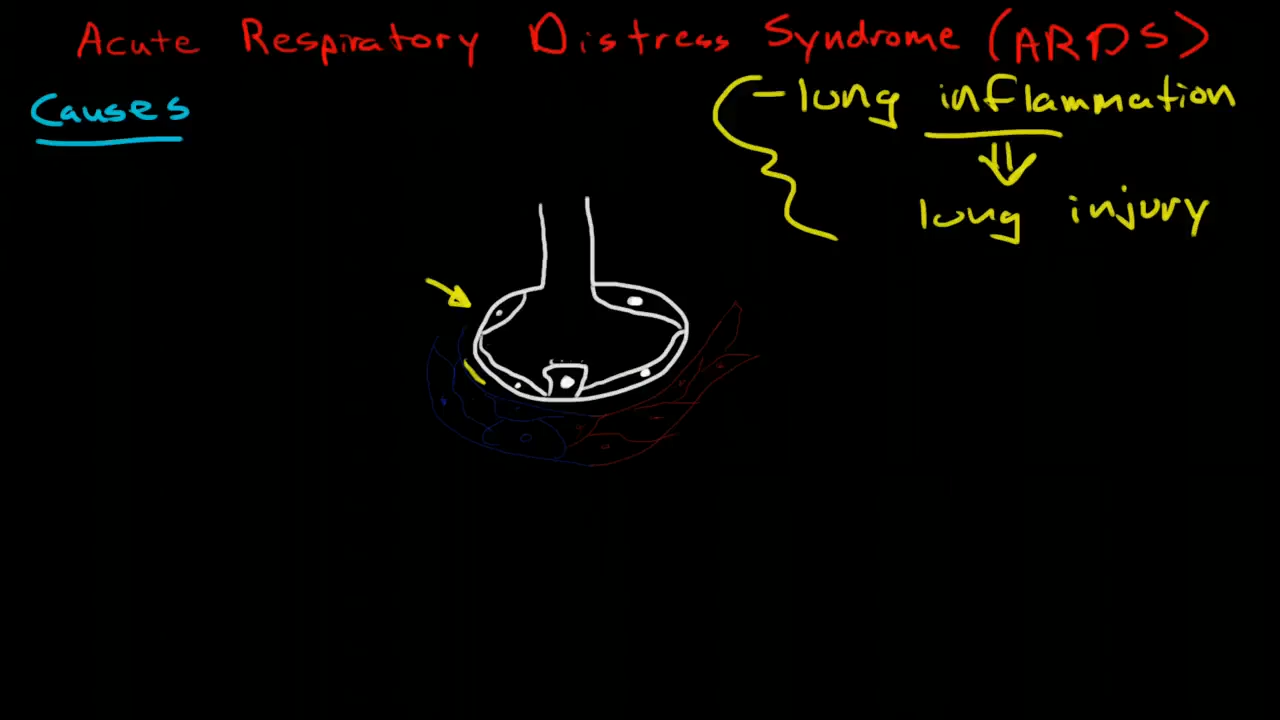 Acute Respiratory Distress Syndrome (ARDS)
Causes
- lung inflammation
lung injury